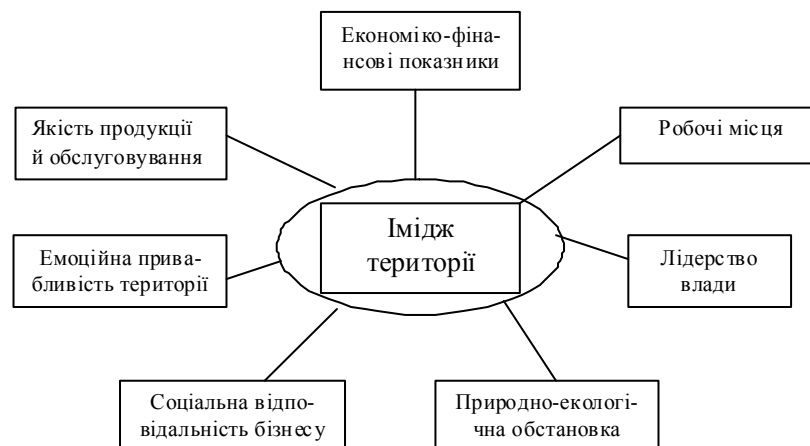 Економіко-фіна-
нсові показники
Якість продукції
й обслуговування
Робочі місця
Імідж
території
Емоційна прива-
бливість території
Лідерство
влади
Соціальна відпо-
відальність бізнесу
Природно-екологі-
чна обстановка